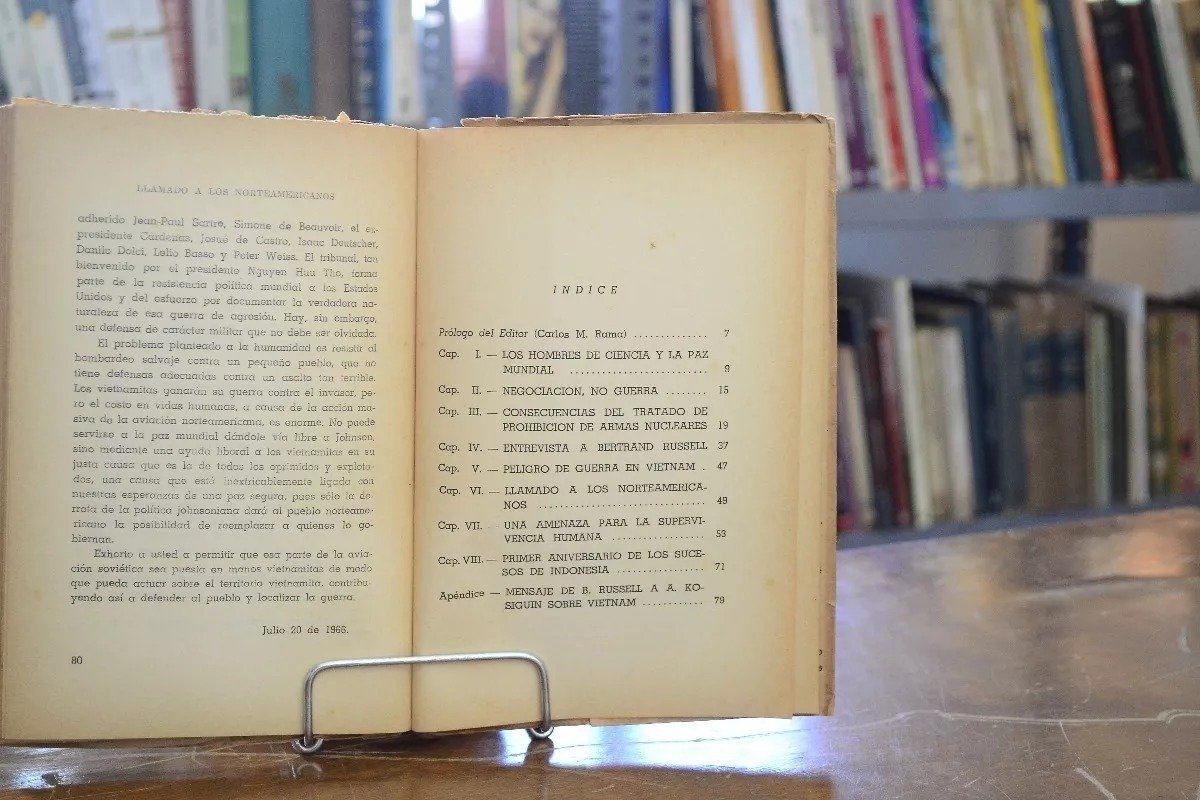 LLAMADO A LOS NORTEAMERICANOS
adherido Jean-Paul Sartre, Simone de Beauvoir, el ex-
presidente Cárdenas, Josué de Castro, Isaac Deutscher,
Danilo Dolci, Lelio Basso y Peter Weiss. El tribunal, tan
bienvenido por el presidente Nguyen Huu Tho, forma
parte de la resistencia política mundial a los Estados
Unidos y del esfuerzo por documentar la verdadera na-
turaleza de esa guerra de agresión. Hay, sin embargo,
una defensa de carácter militar que no debe ser olvidada.
El problema planteado a la humanidad es resistir al
bombardeo salvaje contra un pequeño pueblo, que no
tiene defensas adecuadas contra un asalto tan terrible.
Los vietnamitas ganarán su guerra contra el invasor, pe-
ro el costo en vidas humanas, a causa de la acción ma-
siva de la aviación norteamericana, es enorme. No puede
servirse a la paz mundial dándole vía libre a Johnson,
sino mediante una ayuda liberal a los vietnamitas en su
justa causa que es la de todos los oprimidos y explota-
dos, una causa que está inextricablemente ligada con
nuestras esperanzas de una paz segura, pues sólo la de-
rrota de la política johnsoniana dará al pueblo norteame-
ricano la posibilidad de reemplazar a quienes lo go-
biernan.
Exhorto a usted a permitir que esa parte de la avia-
ción soviética sea puesta en manos vietnamitas de modo
que pueda actuar sobre el territorio vietnamita, contribu-
yendo así a defender al pueblo y localizar la guerra.
Julio 20 de 1966.
80
INDICE
Prólogo del Editor (Carlos M. Rama) .............. 7
Cap. I. — LOS HOMBRES DE CIENCIA Y LA PAZ
MUNDIAL .......................... 9
Cap. II. — NEGOCIACION, NO GUERRA ........ 15
Cap. III. — CONSECUENCIAS DEL TRATADO DE
PROHIBICION DE ARMAS NUCLEARES 19
Cap. IV. — ENTREVISTA A BERTRAND RUSSELL 37
Cap. V. — PELIGRO DE GUERRA EN VIETNAM . 47
Cap. VI. — LLAMADO A LOS NORTEAMERICA-
NOS .............................. 49
Cap. VII. — UNA AMENAZA PARA LA SUPERVI-
VENCIA HUMANA ................. 53
Cap. VIII. — PRIMER ANIVERSARIO DE LOS SUCE-
SOS DE INDONESIA ................ 71
Apéndice — MENSAJE DE B. RUSSELL A A. KO-
SIGUIN SOBRE VIETNAM ............ 79